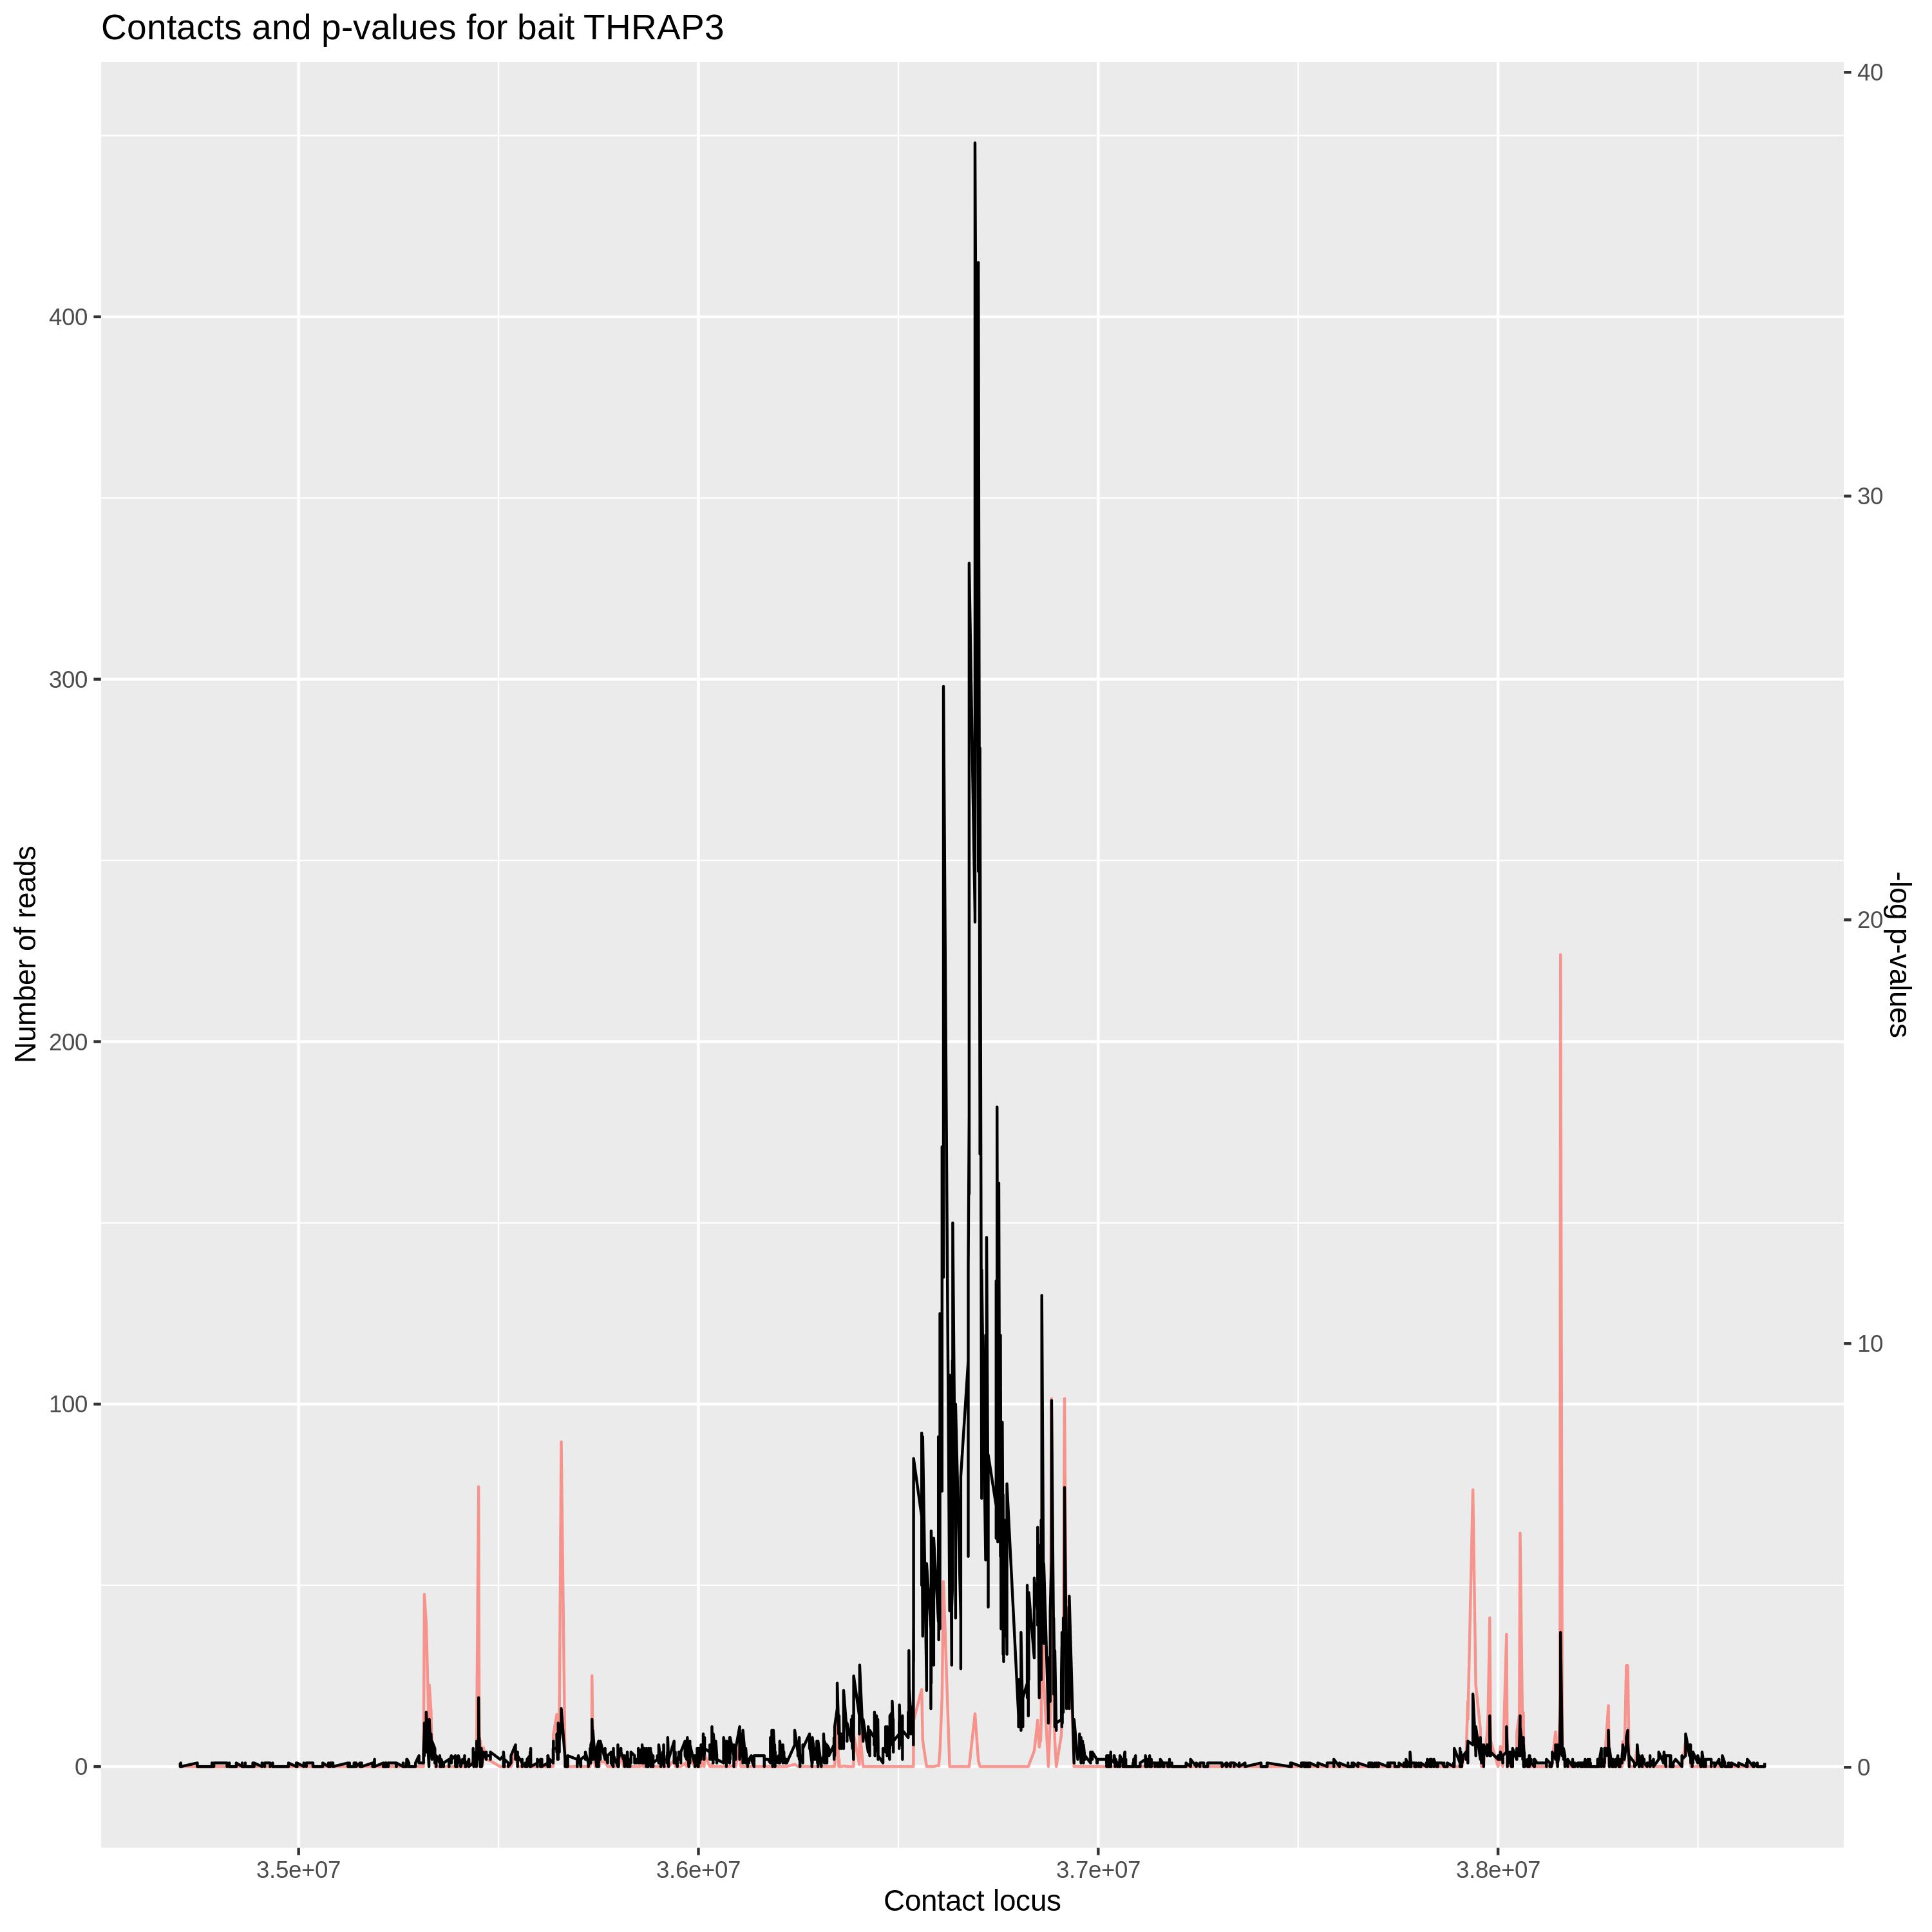 Contacts and p-values for bait THRAP3
40
400
30
300
Number of reads
-log p-values
20
200
10
100
0
0
3.5e+07
3.6e+07
3.7e+07
3.8e+07
Contact locus